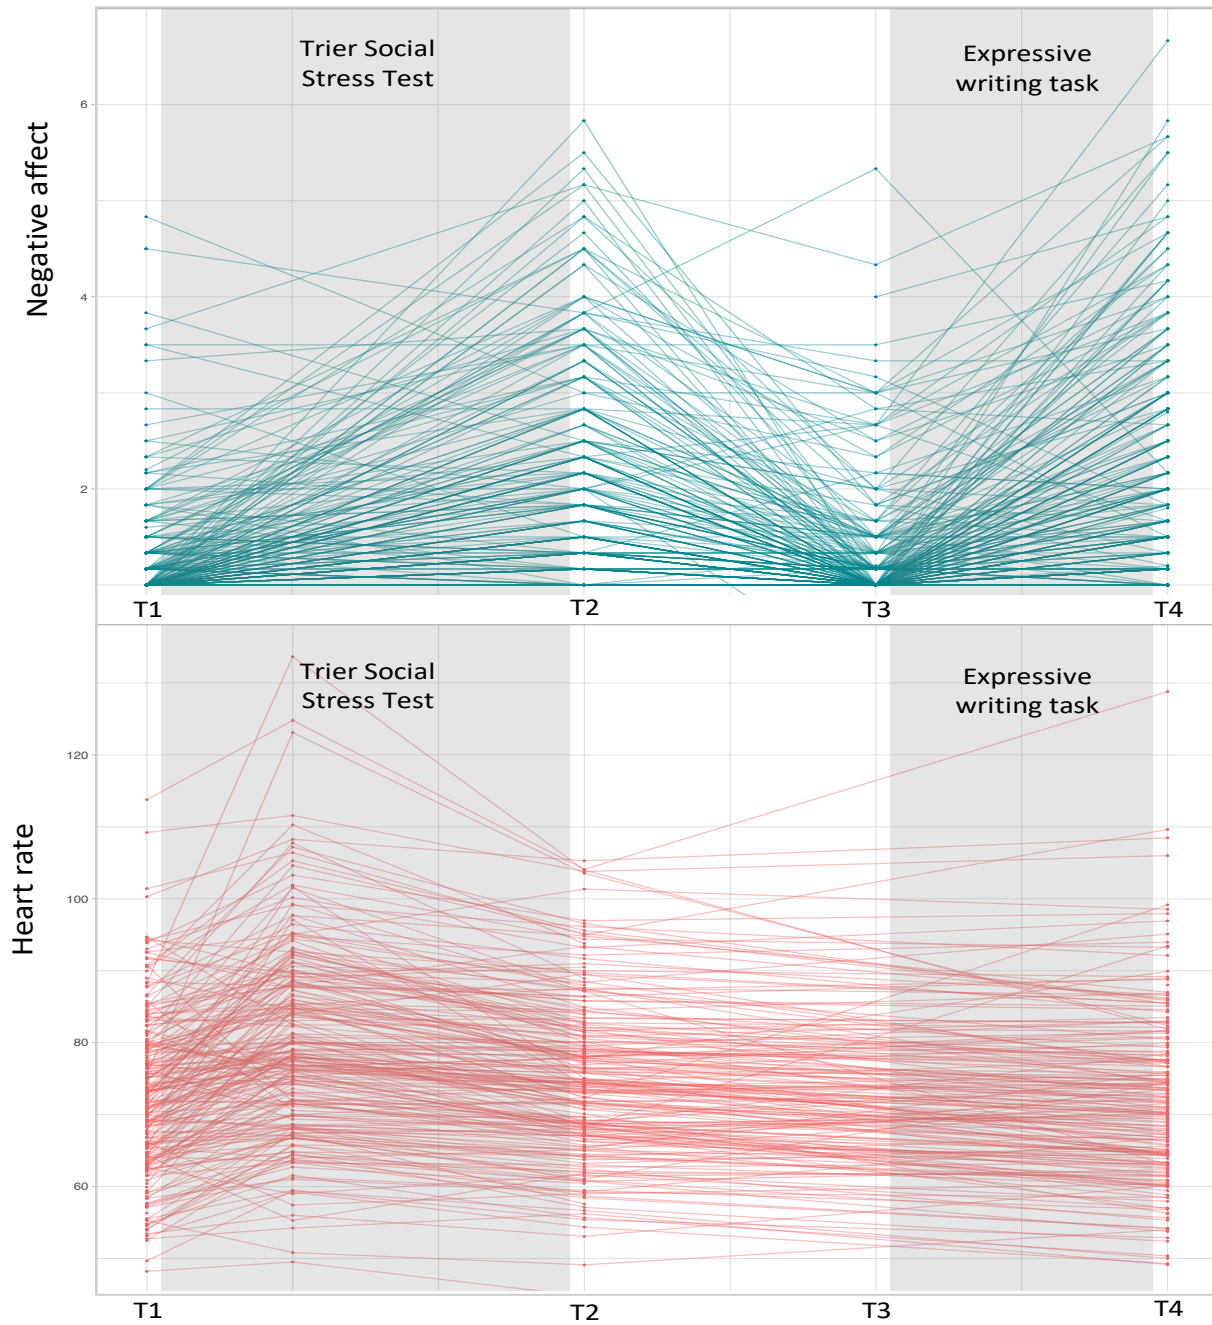 Trier Social
Stress Test
Expressive
writing task
Negative affect
6
4
2
T1
T2
T3
T4
Trier Social
Stress Test
Expressive
writing task
Heart rate
120
100
80
60
T1
T2
T3
T4